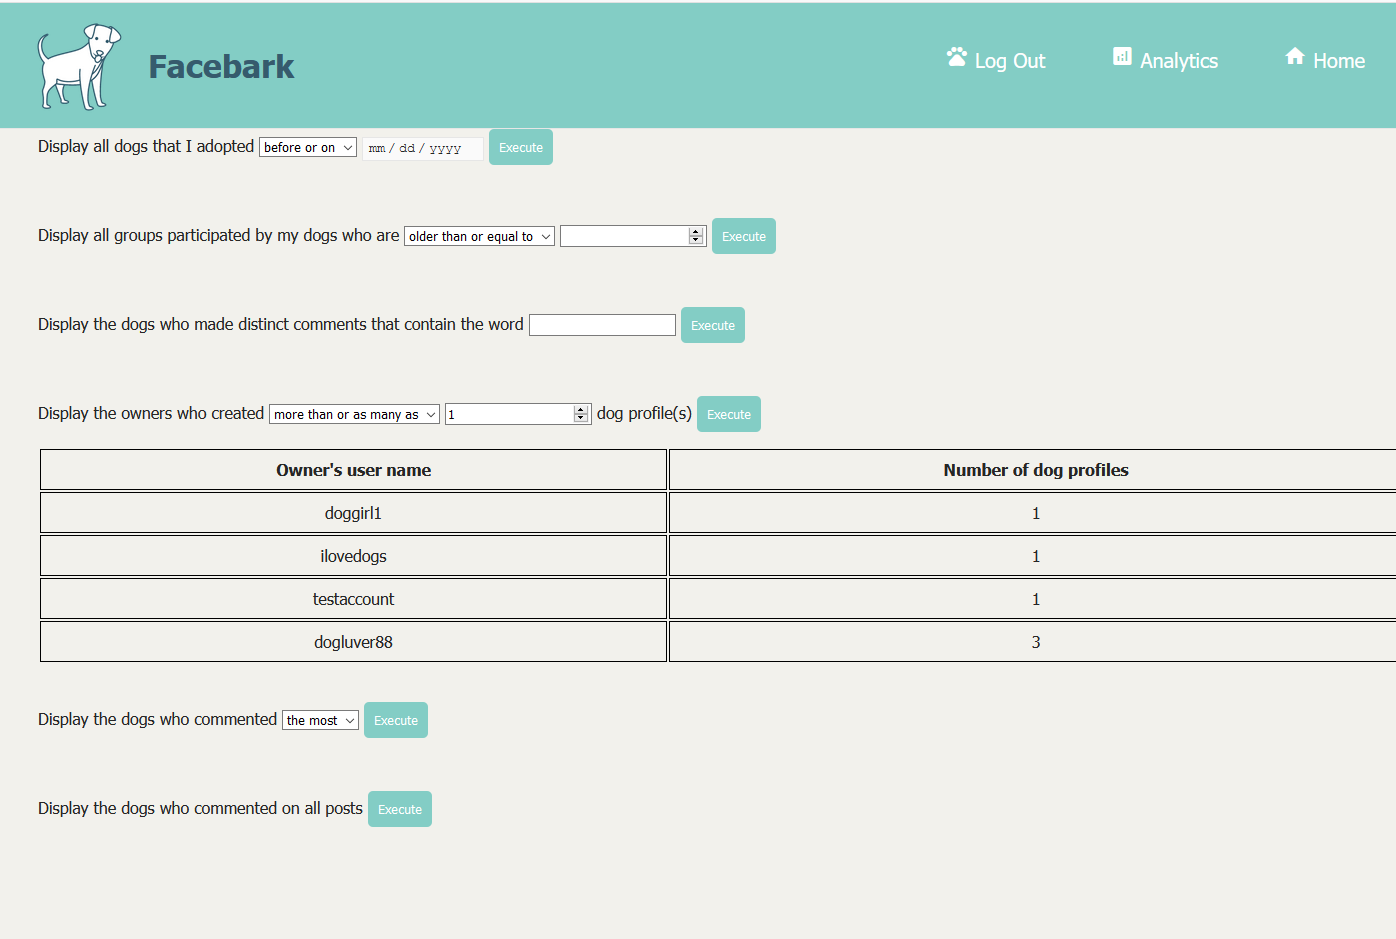 Facebark Log Out Analytics Home
Display all dogs that I adopted before or on mm / dd / yyyy Execute
Display all groups participated by my dogs who are older than or equal to Execute
Display the dogs who made distinct comments that contain the word Execute
Display the owners who created more than or as many as 1 dog profile(s) Execute
Owner's user name Number of dog profiles
doggirl1 1
ilovedogs 1
testaccount 1
dogluver88 3
Display the dogs who commented the most Execute
Display the dogs who commented on all posts Execute